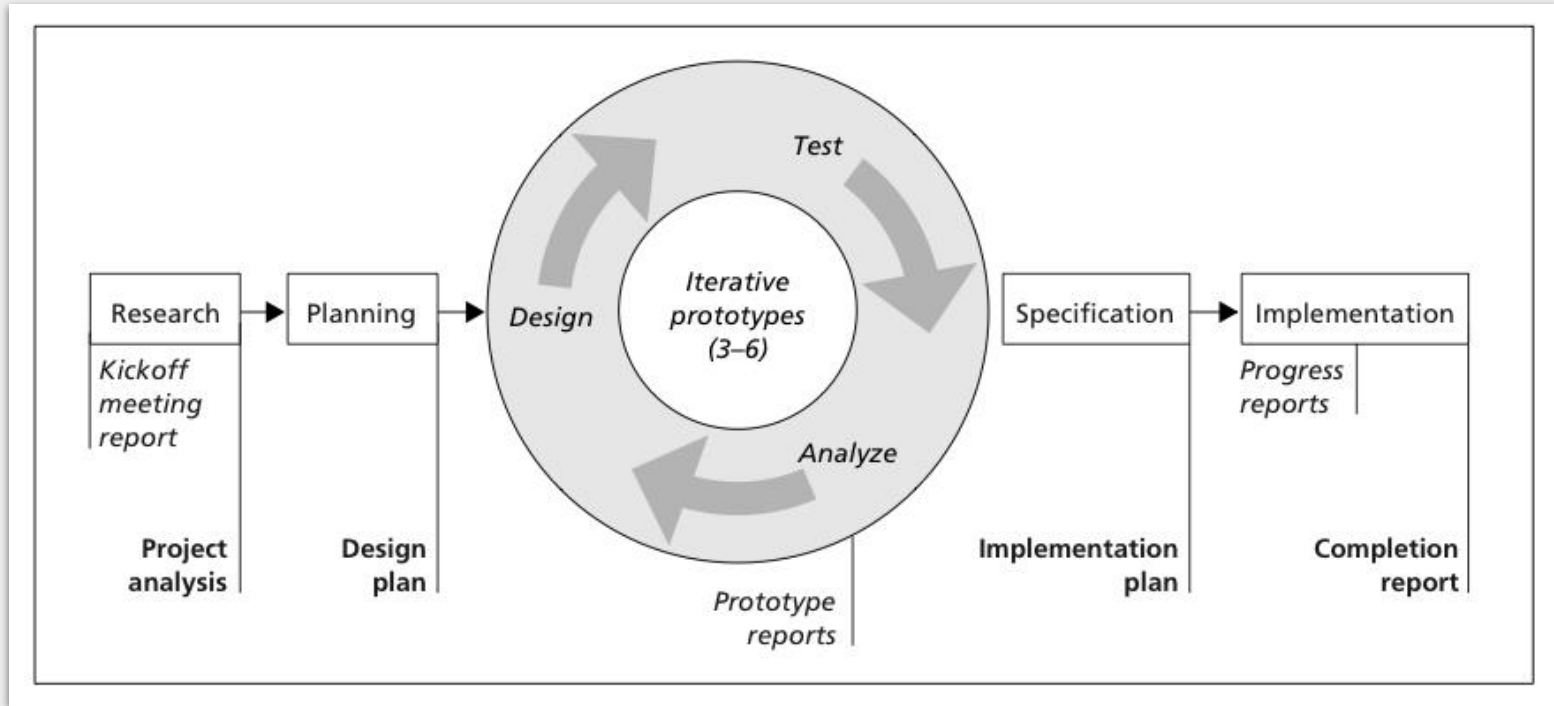 Test
Iterative
prototypes
(3–6)
Research
Planning
Design
Specification
Implementation
Kickoff
meeting
report
Progress
reports
Analyze
Project
analysis
Design
plan
Implementation
plan
Completion
report
Prototype
reports